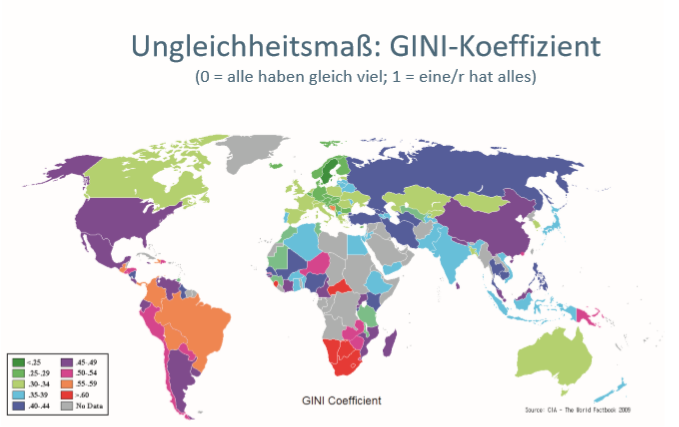 Ungleichheitsmaß: GINI-Koeffizient
(0 = alle haben gleich viel; 1 = eine/r hat alles)
<.25
.25-.29
.30-.34
.35-39
.40-.44
.45-.49
.50-.54
.55-.59
>.60
No Data
GINI Coefficient
Source: CIA - The World Factbook 2009